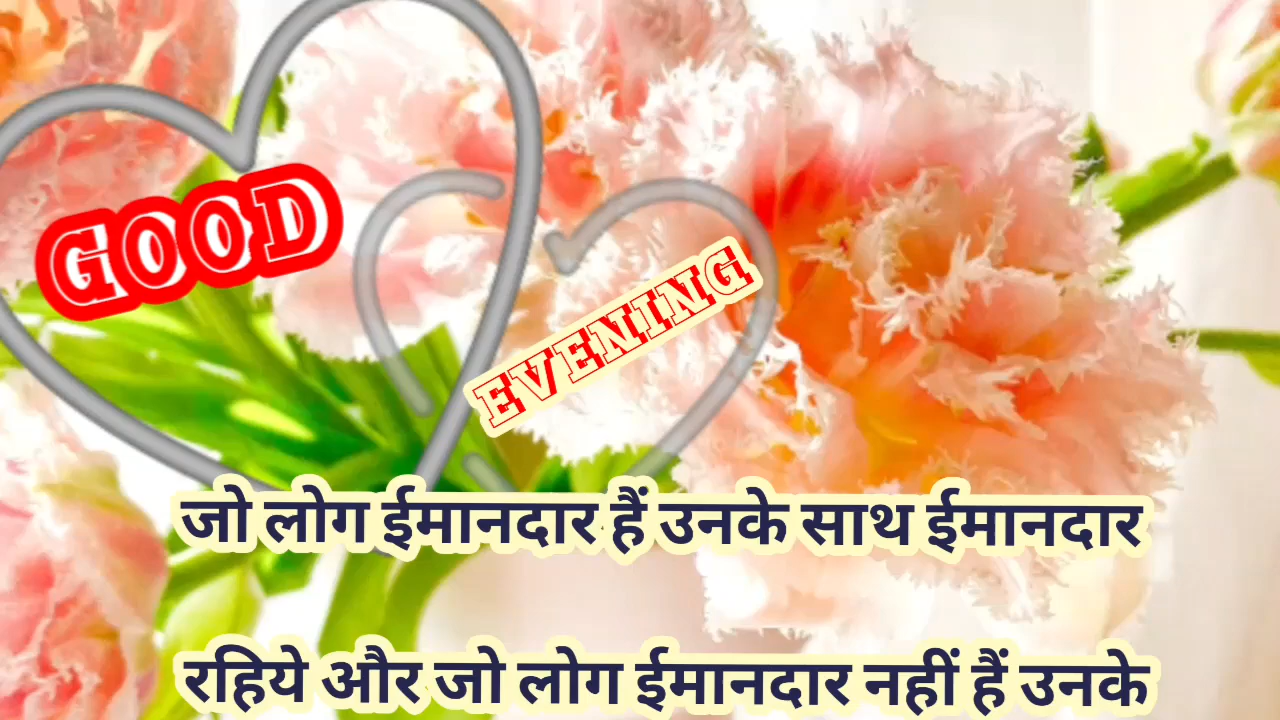 GOOD
EVENING
जो लोग ईमानदार हैं उनके साथ ईमानदार
रहिये और जो लोग ईमानदार नहीं हैं उनके